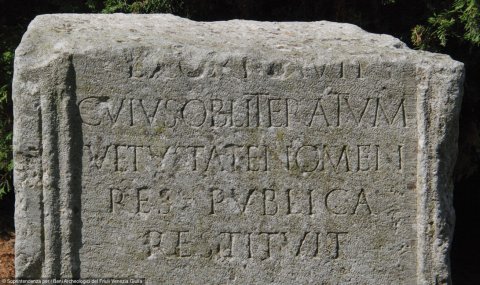 CVIVS OBLITERATVM
VETVSTATE NOMEN
RES PVBLICA
RESTITVIT
© Soprintendenza per i Beni Archeologici del Friuli Venezia Giulia